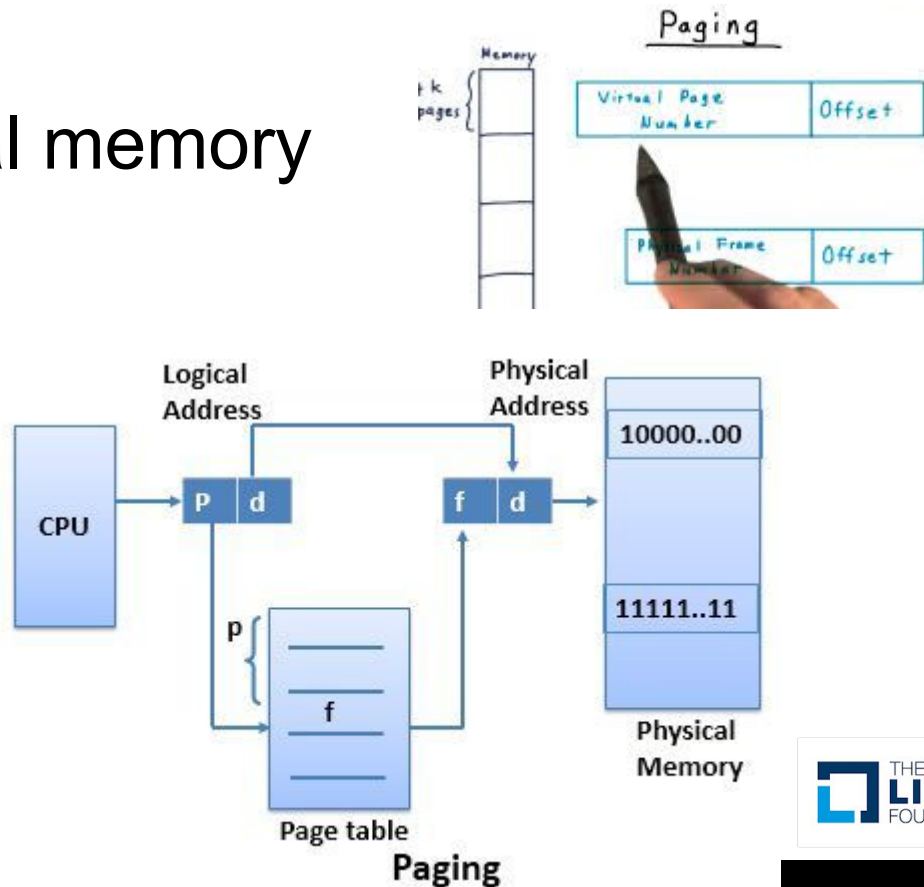 Paging
Memory
k
pages
Virtual Page
Number
Offset
Physical Frame
Number
Offset
al memory
Logical
Address
Physical
Address
CPU
P d
f d
10000..00
11111..11
p
f
Page table
Physical
Memory
Paging
THE
LI
FOU